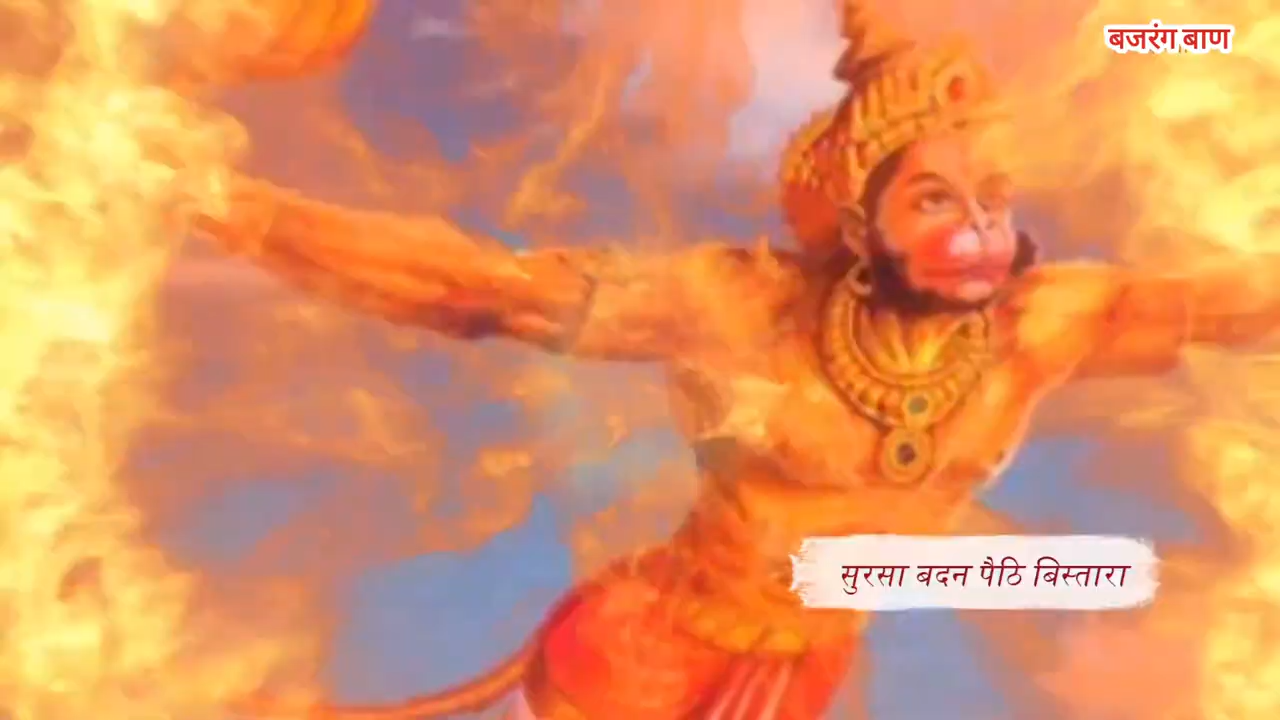 बजरंग बाण
सुरसा बदन पैठि बिस्तारा